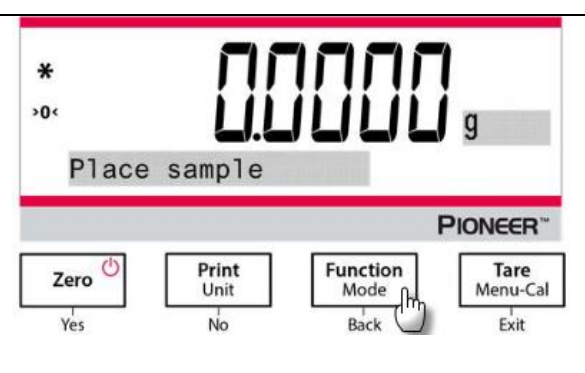 *
>0<
0.0000 g
Place sample
PIONEER™
Zero Print Function Tare
Unit Mode Menu-Cal
Yes No Back Exit